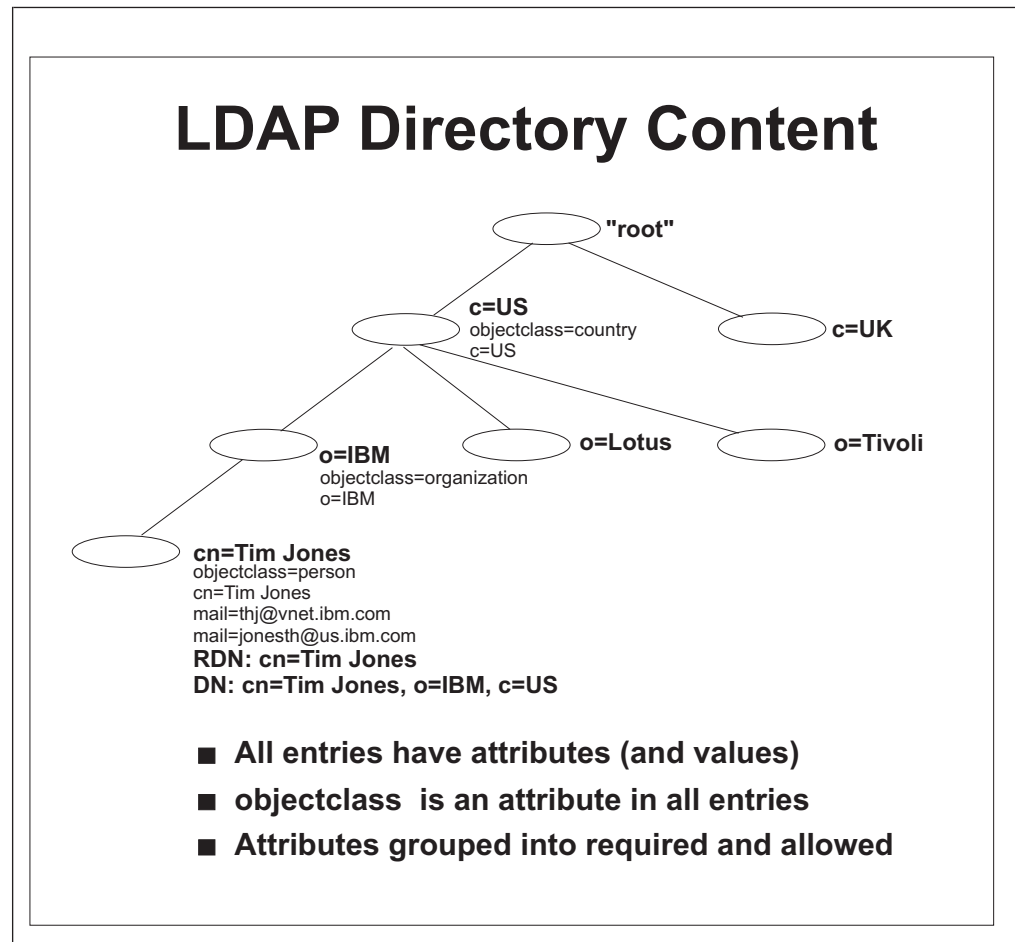 LDAP Directory Content
"root"
c=US
objectclass=country
c=US
c=UK
o=IBM
objectclass=organization
o=IBM
o=Lotus
o=Tivoli
cn=Tim Jones
objectclass=person
cn=Tim Jones
mail=thj@vnet.ibm.com
mail=jonesth@us.ibm.com
RDN: cn=Tim Jones
DN: cn=Tim Jones, o=IBM, c=US
■ All entries have attributes (and values)
■ objectclass is an attribute in all entries
■ Attributes grouped into required and allowed